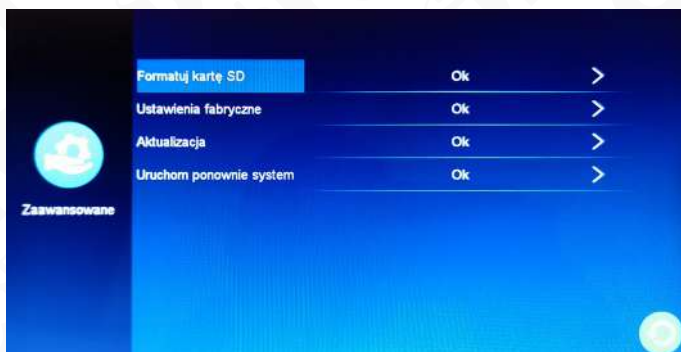 Formatuj kartę SD Ok >
Ustawienia fabryczne Ok >
Aktualizacja Ok >
Uruchom ponownie system Ok >
Zaawansowane